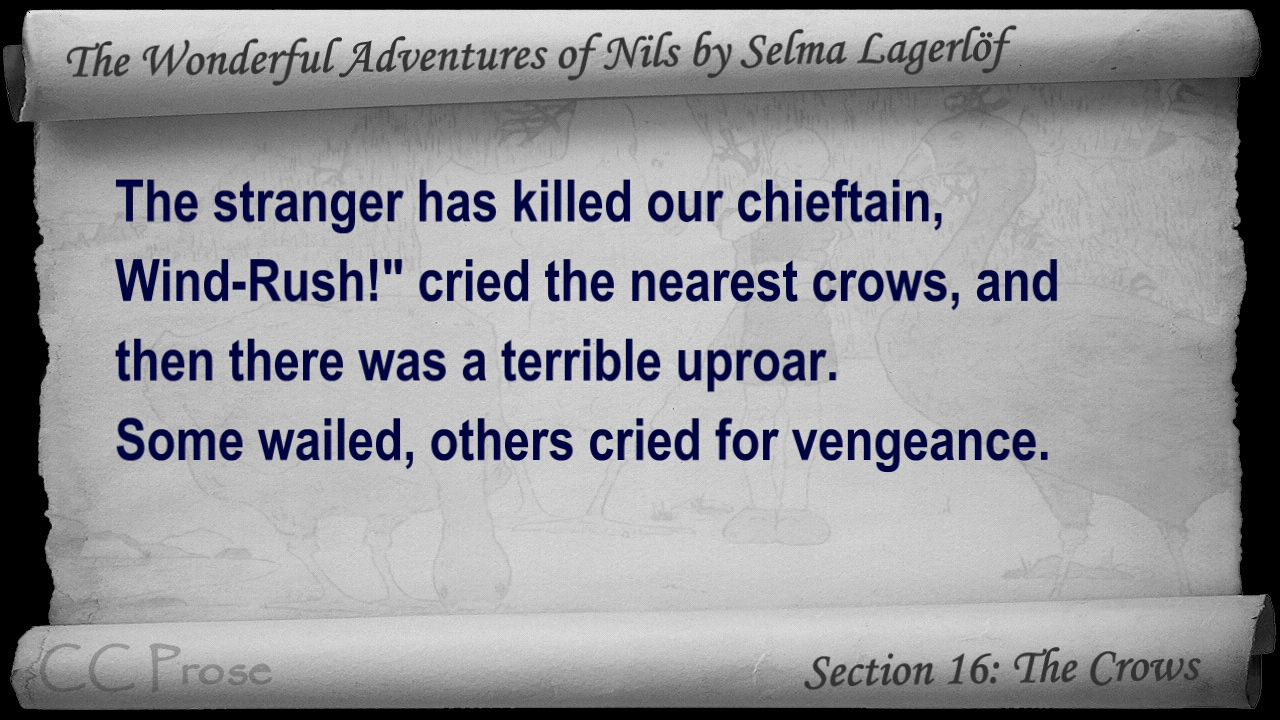 The Wonderful Adventures of Nils by Selma Lagerlöf
The stranger has killed our chieftain,
Wind-Rush!" cried the nearest crows, and
then there was a terrible uproar.
Some wailed, others cried for vengeance.
CC Prose
Section 16: The Crows